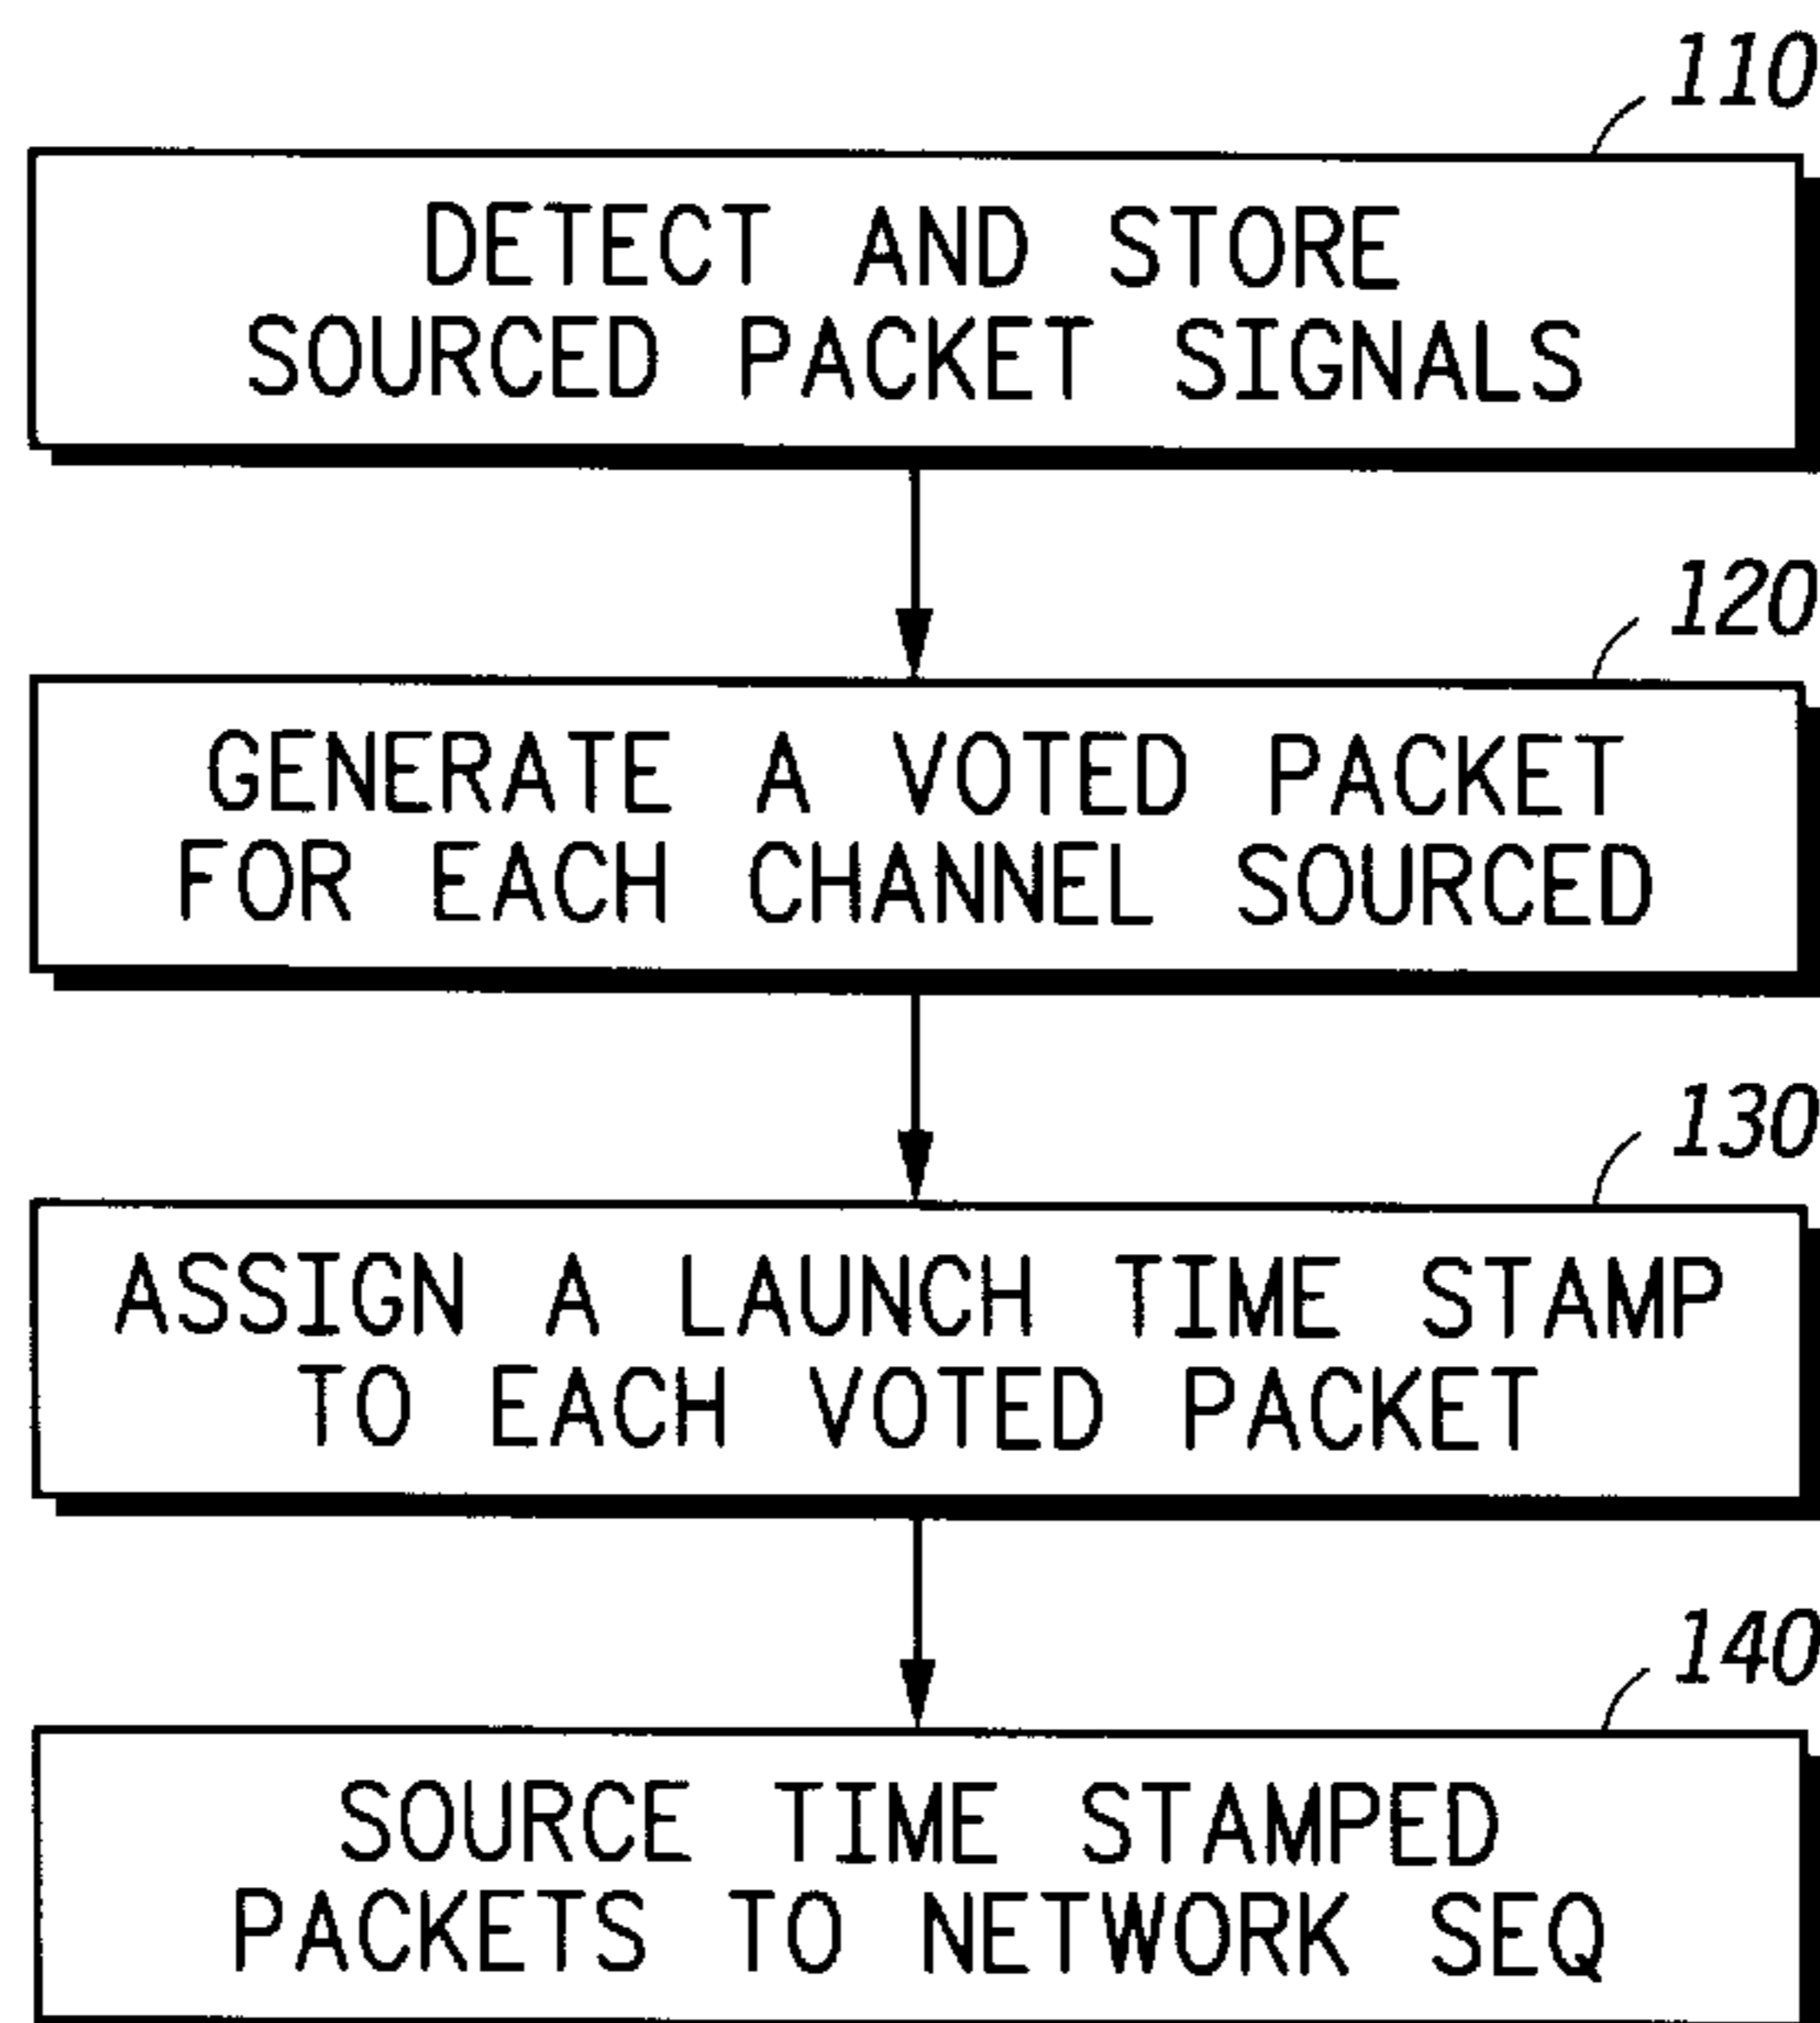 110
DETECT AND STORE
SOURCED PACKET SIGNALS
120
GENERATE A VOTED PACKET
FOR EACH CHANNEL SOURCED
130
ASSIGN A LAUNCH TIME STAMP
TO EACH VOTED PACKET
140
SOURCE TIME STAMPED
PACKETS TO NETWORK SEQ